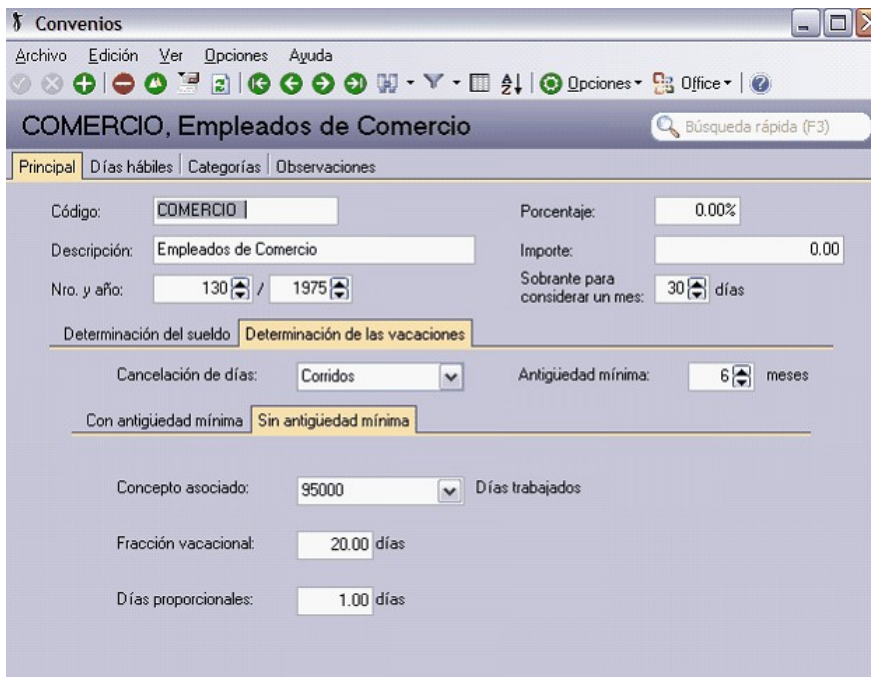 Convenios
Archivo Edición Ver Opciones Ayuda
Opciones Office
COMERCIO, Empleados de Comercio
Búsqueda rápida (F3)
Principal Días hábiles Categorías Observaciones
Código: COMERCIO Porcentaje: 0.00%
Descripción: Empleados de Comercio Importe: 0.00
Nro. y año: 130 / 1975 Sobrante para considerar un mes: 30 días
Determinación del sueldo Determinación de las vacaciones
Cancelación de días: Corridos Antigüedad mínima: 6 meses
Con antigüedad mínima Sin antigüedad mínima
Concepto asociado: 95000 Días trabajados
Fracción vacacional: 20.00 días
Días proporcionales: 1.00 días